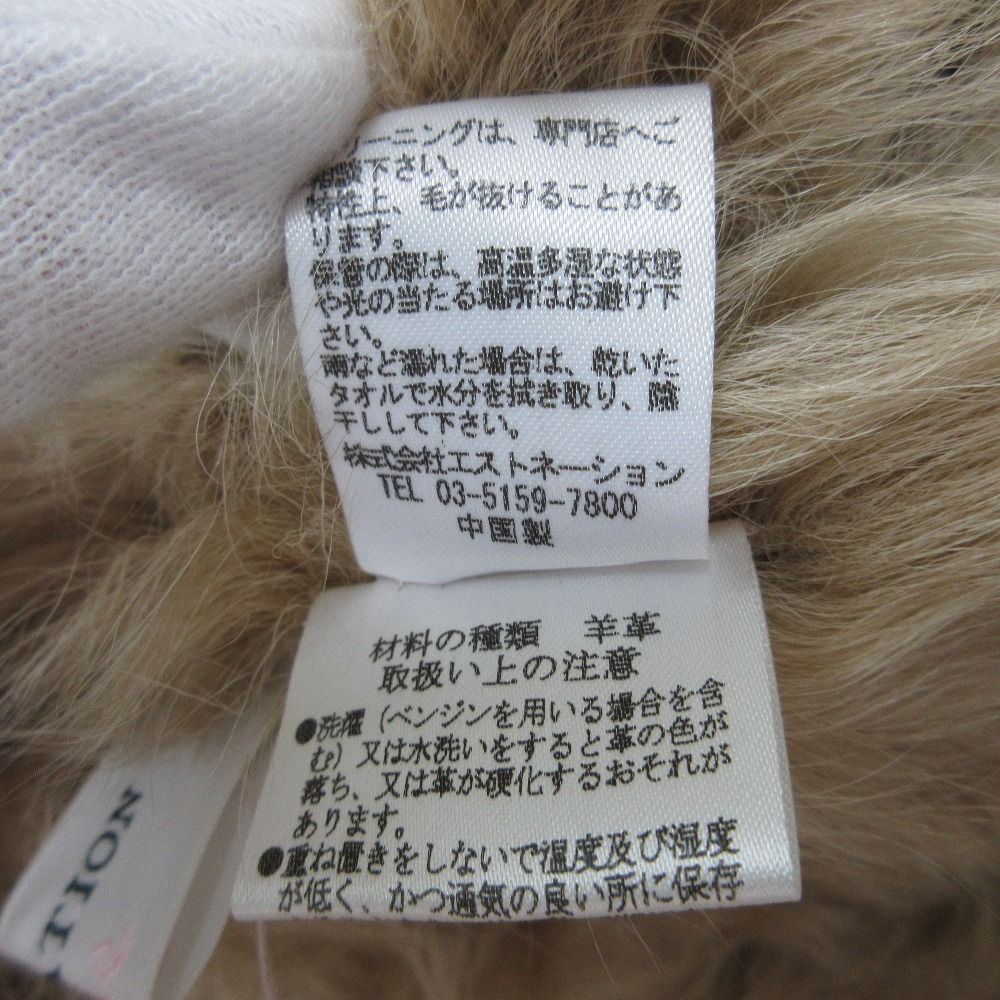 ーニングは、専門店へご
相談下さい。
特性上、毛が抜けることがあ
ります。
保管の際は、高温多湿な状態
や光の当たる場所はお避け下
さい。
雨など濡れた場合は、乾いた
タオルで水分を拭き取り、陰
干しして下さい。
株式会社エストネーション
TEL 03-5159-7800
中国製
材料の種類 羊革
取扱い上の注意
●洗濯(ベンジンを用いる場合を含
む)又は水洗いをすると革の色が
落ち、又は革が硬化するおそれが
あります。
●重ね置きをしないで温度及び湿度
が低く、かつ通気の良い所に保存
TION